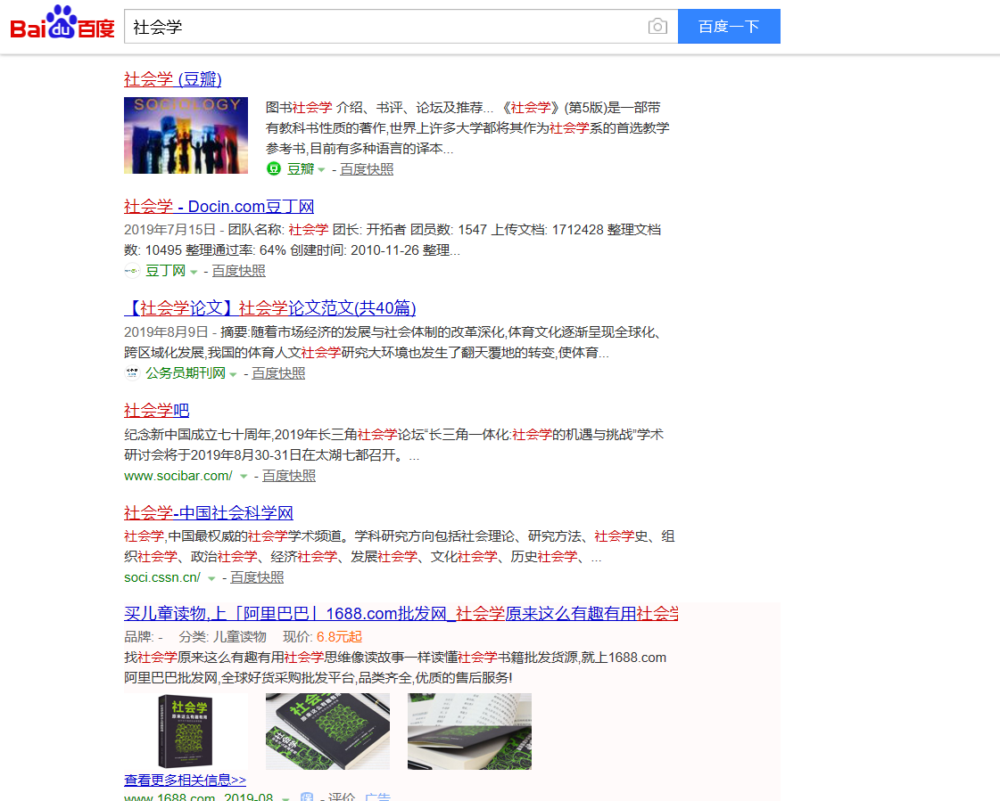 Bai du 百度
社会学
百度一下
社会学 (豆瓣)
SOCIOLOGY
图书社会学 介绍、书评、论坛及推荐... 《社会学》(第5版)是一部带
有教科书性质的著作,世界上许多大学都将其作为社会学系的首选教学
参考书,目前有多种语言的译本...
豆 豆瓣 - 百度快照
社会学 - Docin.com豆丁网
2019年7月15日 - 团队名称: 社会学 团长: 开拓者 团员数: 1547 上传文档: 1712428 整理文档
数: 10495 整理通过率: 64% 创建时间: 2010-11-26 整理...
豆丁网 - 百度快照
【社会学论文】社会学论文范文(共40篇)
2019年8月9日 - 摘要:随着市场经济的发展与社会体制的改革深化,体育文化逐渐呈现全球化、
跨区域化发展,我国的体育人文社会学研究大环境也发生了翻天覆地的转变,使体育...
公务员期刊网 - 百度快照
社会学吧
纪念新中国成立七十周年,2019年长三角社会学论坛“长三角一体化:社会学的机遇与挑战”学术
研讨会将于2019年8月30-31日在太湖七都召开。...
www.socibar.com/ - 百度快照
社会学-中国社会科学网
社会学,中国最权威的社会学学术频道。学科研究方向包括社会理论、研究方法、社会学史、组
织社会学、政治社会学、经济社会学、发展社会学、文化社会学、历史社会学、...
soci.cssn.cn/ - 百度快照
买儿童读物,上「阿里巴巴」1688.com批发网_社会学原来这么有趣有用社会学
品牌: - 分类: 儿童读物 现价: 6.8元起
找社会学原来这么有趣有用社会学思维像读故事一样读懂社会学书籍批发货源,就上1688.com
阿里巴巴批发网,全球好货采购批发平台,品类齐全,优质的售后服务!
社会学
原来这么有趣有用
社会学
原来这么有趣有用
查看更多相关信息>>
www.1688.com 2019-08 - 评价 广告